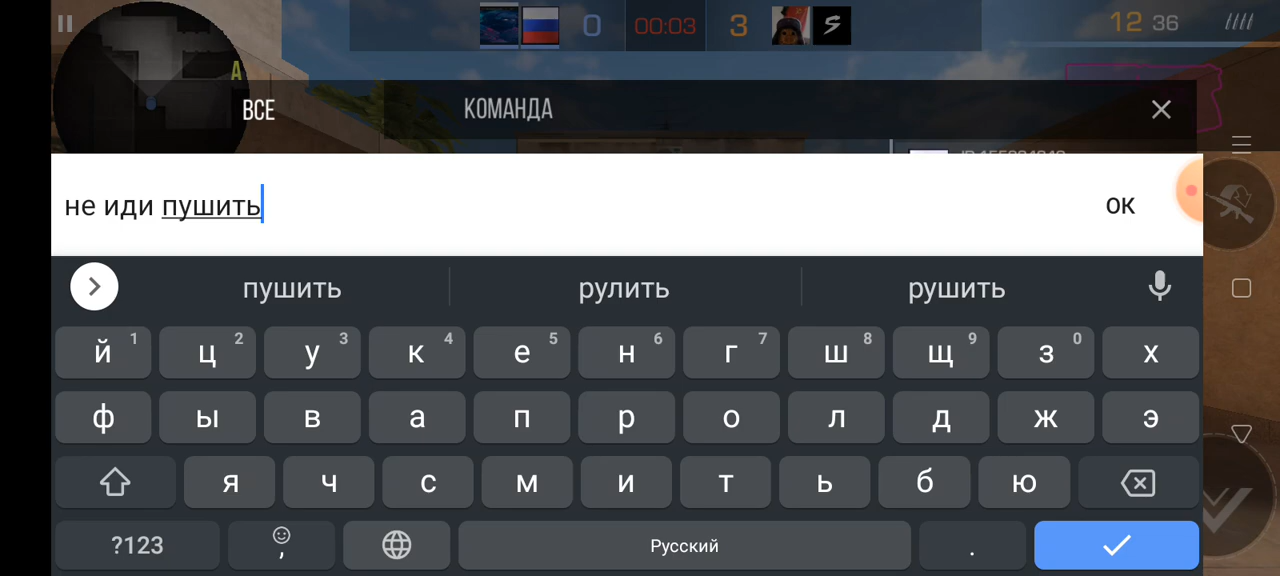 0 00:03 3
12 36
A
ВСЕ
КОМАНДА
не иди пушить
ОК
пушить рулить рушить
й 1 ц 2 у 3 к 4 е 5 н 6 г 7 ш 8 щ 9 з 0 х
ф ы в а п р о л д ж э
я ч с м и т ь б ю
?123 , Русский .